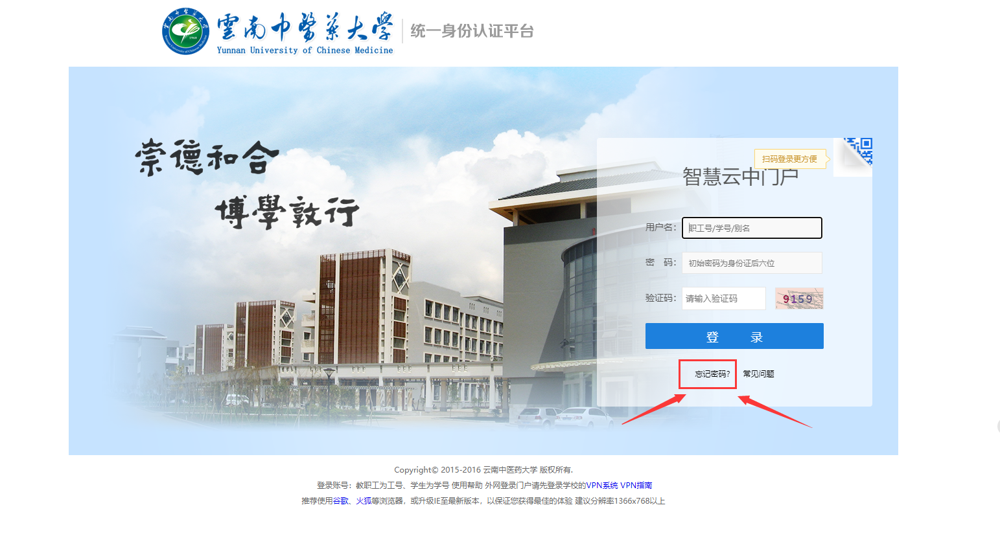 雲南中醫药大學
Yunnan University of Chinese Medicine
统一身份认证平台
崇德和合
博學敦行
扫码登录更方便
智慧云中门户
用户名：
职工号/学号/别名
密 码：
初始密码为身份证后六位
验证码：
请输入验证码
9159
登 录
忘记密码?
常见问题
Copyright© 2015-2016 云南中医药大学 版权所有.
登录账号：教职工为工号、学生为学号 使用帮助 外网登录门户请先登录学校的VPN系统 VPN指南
推荐使用谷歌、火狐等浏览器，或升级IE至最新版本，以保证您获得最佳的体验 建议分辨率1366x768以上